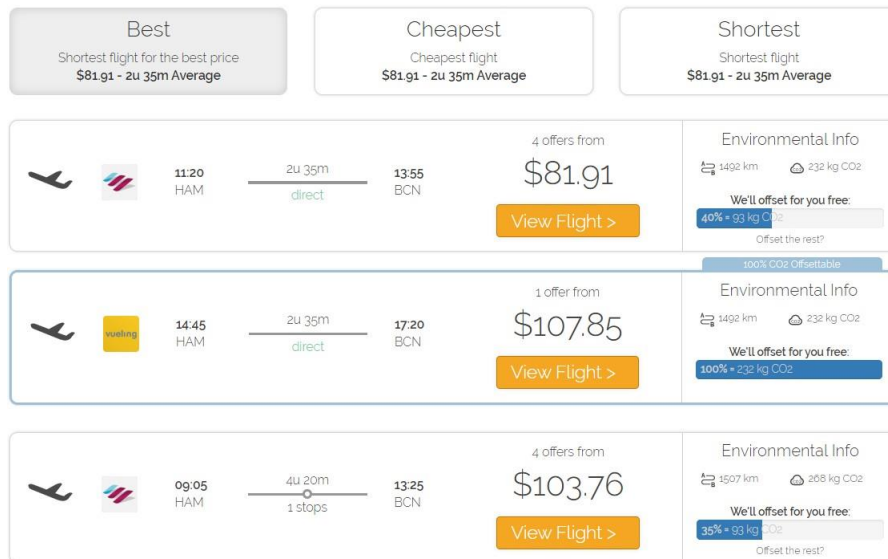 Best
Shortest flight for the best price
$81.91 - 2u 35m Average
Cheapest
Cheapest flight
$81.91 - 2u 35m Average
Shortest
Shortest flight
$81.91 - 2u 35m Average
11:20
HAM
2u 35m
direct
13:55
BCN
4 offers from
$81.91
View Flight >
Environmental Info
1492 km
232 kg CO2
We'll offset for you free:
40% = 93 kg CO2
Offset the rest?
100% CO2 Offsettable
vueling
14:45
HAM
2u 35m
direct
17:20
BCN
1 offer from
$107.85
View Flight >
Environmental Info
1492 km
232 kg CO2
We'll offset for you free:
100% = 232 kg CO2
09:05
HAM
4u 20m
1 stops
13:25
BCN
4 offers from
$103.76
View Flight >
Environmental Info
1507 km
268 kg CO2
We'll offset for you free:
35% = 93 kg CO2
Offset the rest?